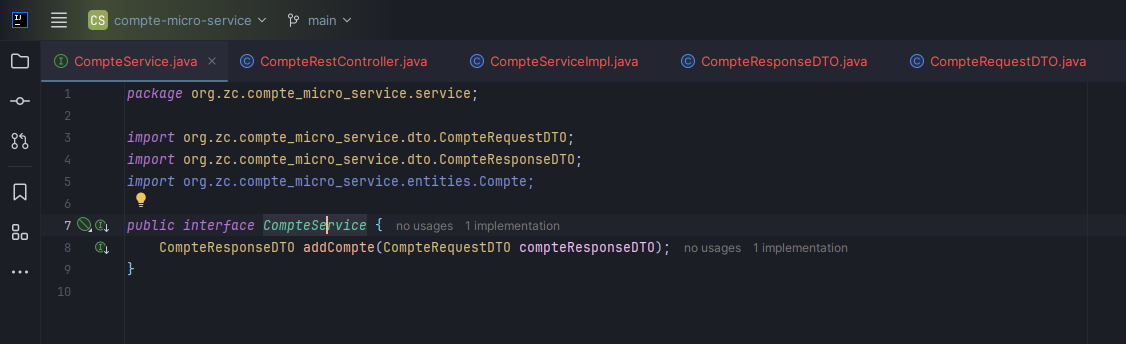 IJ
CS compte-micro-service main
CompteService.java CompteRestController.java CompteServiceImpl.java CompteResponseDTO.java CompteRequestDTO.java
1 package org.zc.compte_micro_service.service;
2
3 import org.zc.compte_micro_service.dto.CompteRequestDTO;
4 import org.zc.compte_micro_service.dto.CompteResponseDTO;
5 import org.zc.compte_micro_service.entities.Compte;
6
7 public interface CompteService { no usages 1 implementation
8 CompteResponseDTO addCompte(CompteRequestDTO compteResponseDTO); no usages 1 implementation
9 }
10